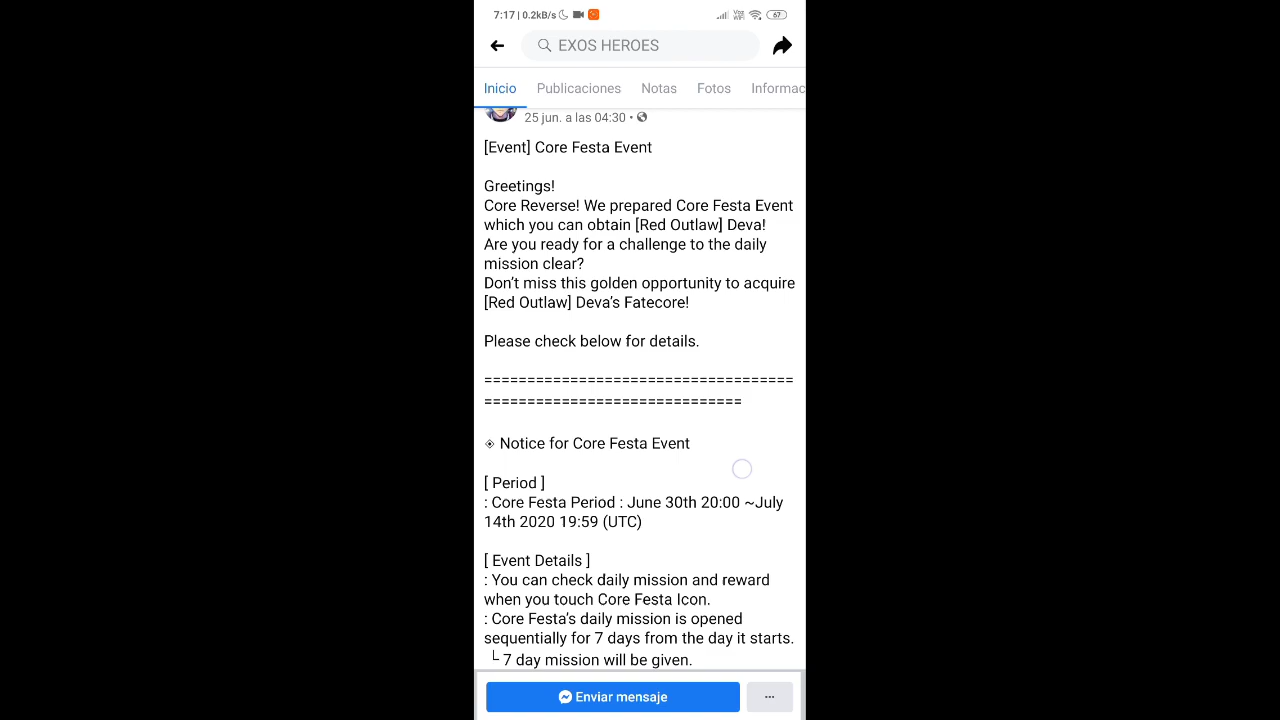 7:17 | 0.2kB/s
Vo
WiFi
67
EXOS HEROES
Inicio
Publicaciones
Notas
Fotos
Informac
25 jun. a las 04:30 •
[Event] Core Festa Event
Greetings!
Core Reverse! We prepared Core Festa Event
which you can obtain [Red Outlaw] Deva!
Are you ready for a challenge to the daily
mission clear?
Don’t miss this golden opportunity to acquire
[Red Outlaw] Deva’s Fatecore!
Please check below for details.
====================================
==============================
◈ Notice for Core Festa Event
[ Period ]
: Core Festa Period : June 30th 20:00 ~July
14th 2020 19:59 (UTC)
[ Event Details ]
: You can check daily mission and reward
when you touch Core Festa Icon.
: Core Festa’s daily mission is opened
sequentially for 7 days from the day it starts.
└ 7 day mission will be given.
Enviar mensaje
...